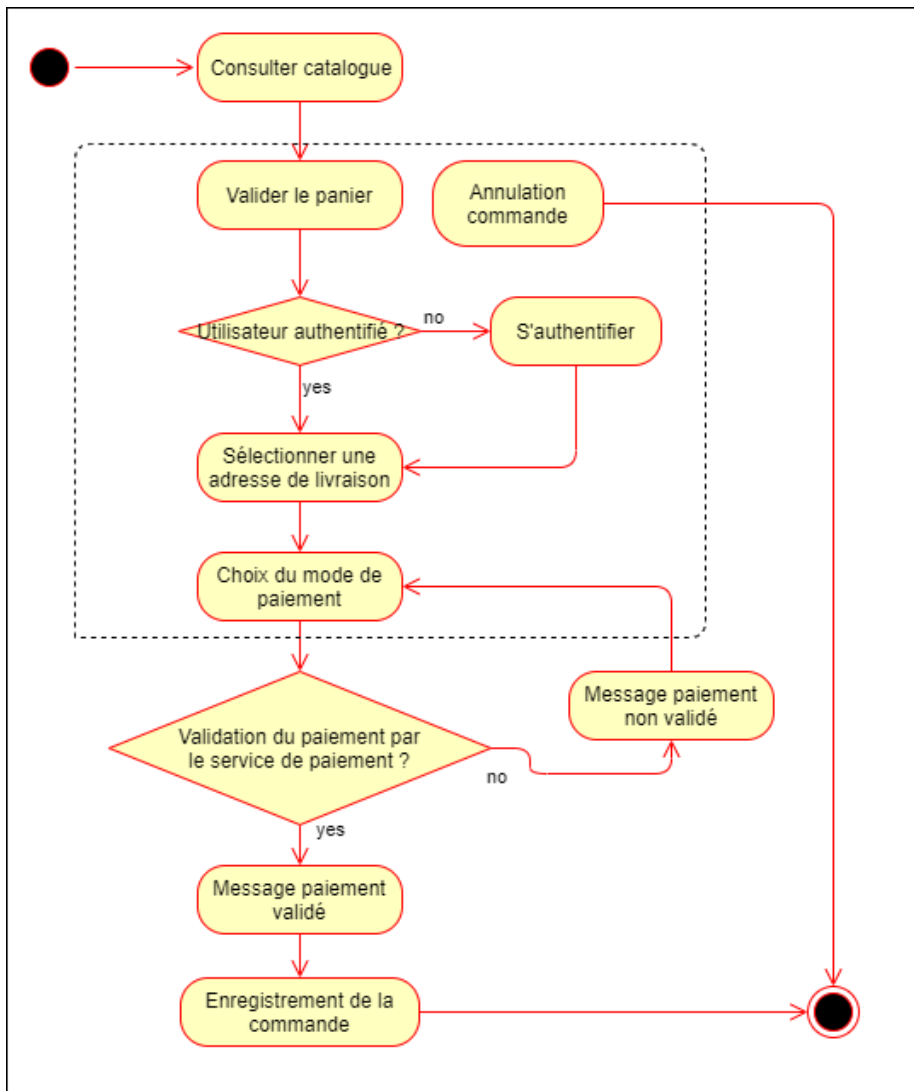 Consulter catalogue
Valider le panier
Annulation
commande
Utilisateur authentifié ?
no
S'authentifier
yes
Sélectionner une
adresse de livraison
Choix du mode de
paiement
Message paiement
non validé
Validation du paiement par
le service de paiement ?
no
yes
Message paiement
validé
Enregistrement de la
commande